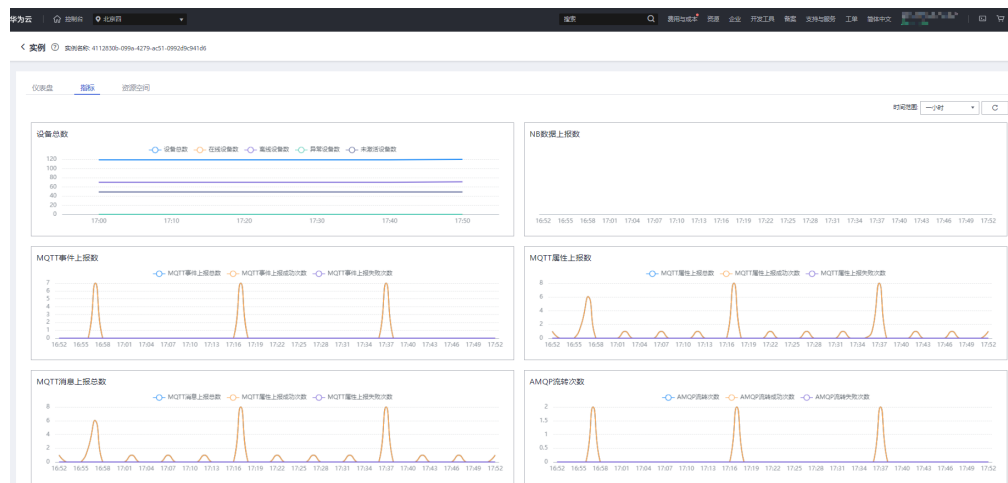 华为云 控制台 北京四 搜索 费用与成本 资源 企业 开发工具 备案 支持与服务 工单 简体中文
实例 实例名称: 4112830b-099a-4279-ac51-0992d9c941d6
仪表盘 指标 资源空间
时间范围: 一小时
设备总数
设备总数 在线设备数 离线设备数 异常设备数 未激活设备数
120
100
80
60
40
20
0
17:00 17:10 17:20 17:30 17:40 17:50
NB数据上报数
16:52 16:55 16:58 17:01 17:04 17:07 17:10 17:13 17:16 17:19 17:22 17:25 17:28 17:31 17:34 17:37 17:40 17:43 17:46 17:49 17:52
MQTT事件上报数
MQTT事件上报总数 MQTT事件上报成功次数 MQTT事件上报失败次数
7
6
5
4
3
2
1
0
16:52 16:55 16:58 17:01 17:04 17:07 17:10 17:13 17:16 17:19 17:22 17:25 17:28 17:31 17:34 17:37 17:40 17:43 17:46 17:49 17:52
MQTT属性上报数
MQTT属性上报总数 MQTT属性上报成功次数 MQTT属性上报失败次数
8
6
4
2
0
16:52 16:55 16:58 17:01 17:04 17:07 17:10 17:13 17:16 17:19 17:22 17:25 17:28 17:31 17:34 17:37 17:40 17:43 17:46 17:49 17:52
MQTT消息上报总数
MQTT消息上报总数 MQTT属性上报成功次数 MQTT属性上报失败次数
8
6
4
2
0
16:52 16:55 16:58 17:01 17:04 17:07 17:10 17:13 17:16 17:19 17:22 17:25 17:28 17:31 17:34 17:37 17:40 17:43 17:46 17:49 17:52
AMQP流转次数
AMQP流转次数 AMQP流转成功次数 AMQP流转失败次数
2
1.5
1
0.5
0
16:52 16:55 16:58 17:01 17:04 17:07 17:10 17:13 17:16 17:19 17:22 17:25 17:28 17:31 17:34 17:37 17:40 17:43 17:46 17:49 17:52